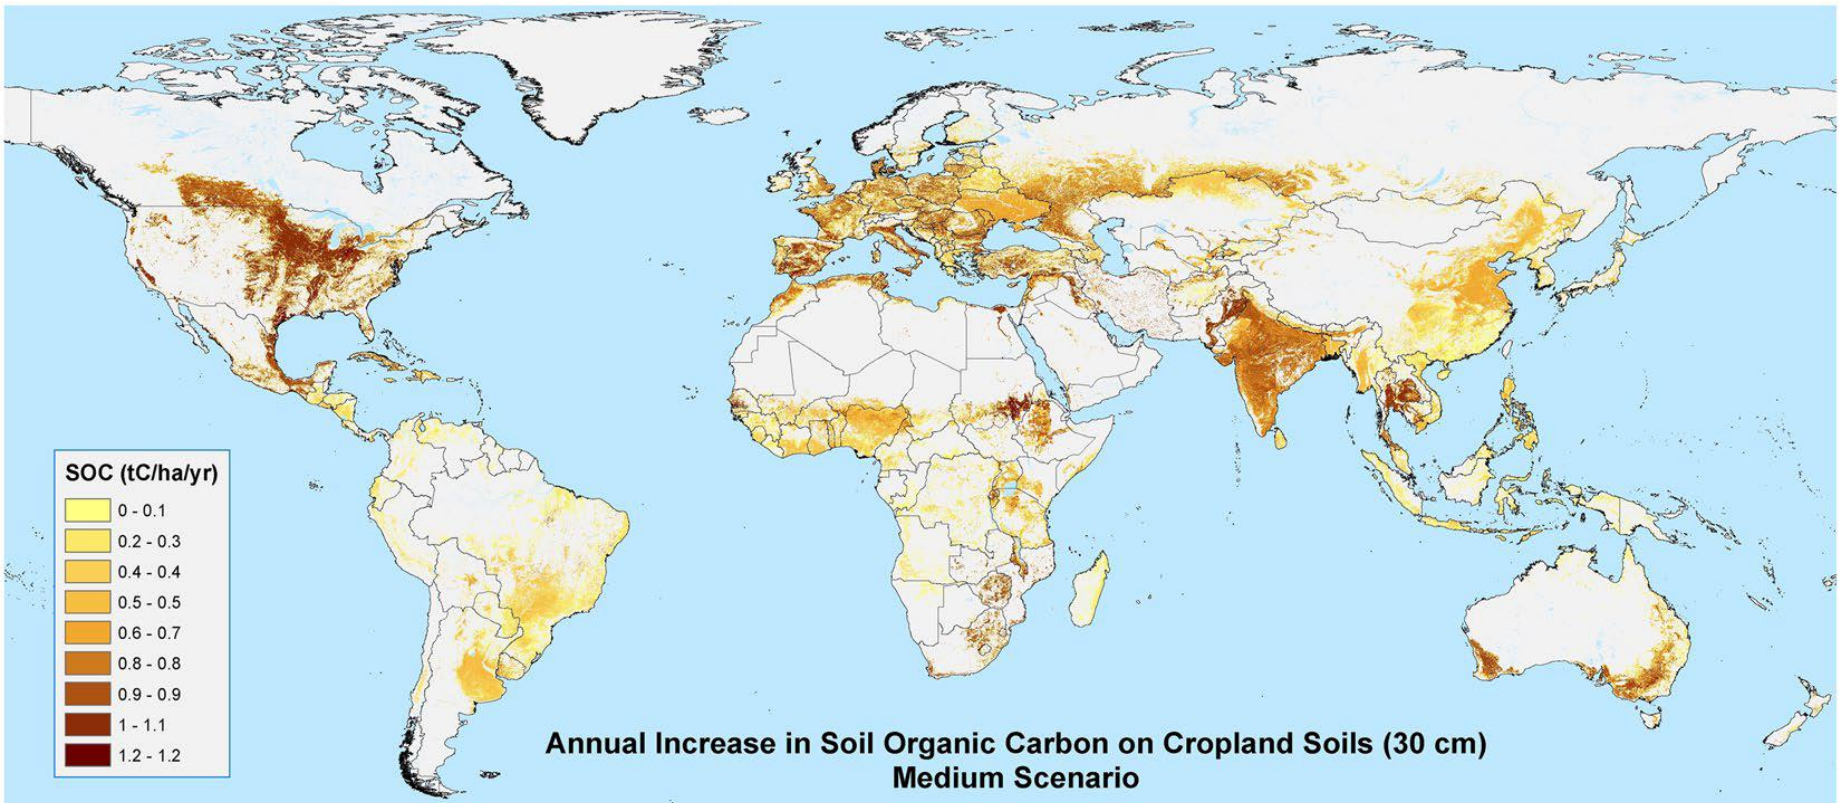 SOC (tC/ha/yr)
0 - 0.1
0.2 - 0.3
0.4 - 0.4
0.5 - 0.5
0.6 - 0.7
0.8 - 0.8
0.9 - 0.9
1 - 1.1
1.2 - 1.2
Annual Increase in Soil Organic Carbon on Cropland Soils (30 cm)
Medium Scenario